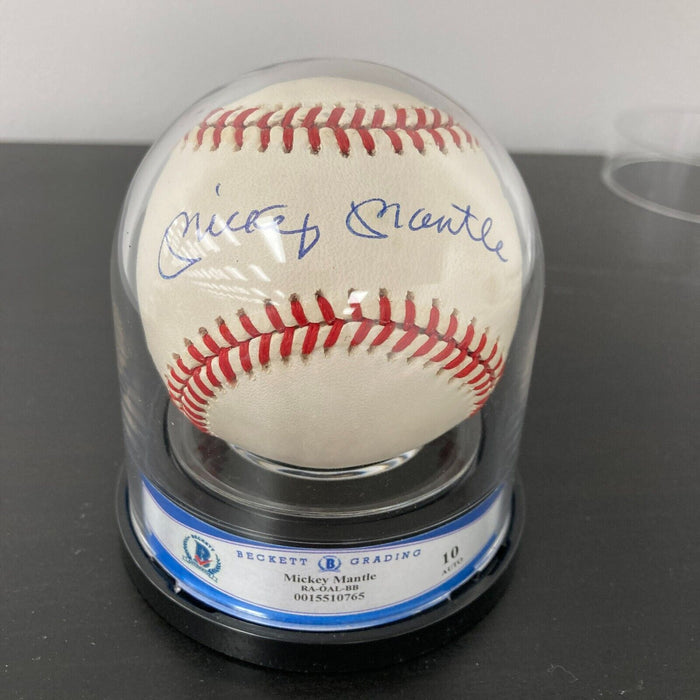 Mickey Mantle
BECKETT B GRADING
Mickey Mantle
RA-OAL-BB
0015510765
10
AUTO